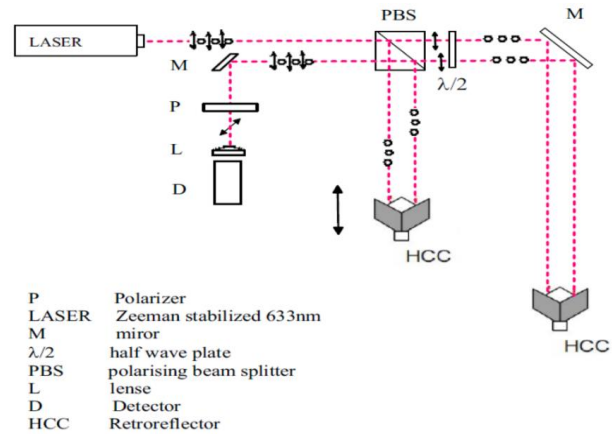 PBS
M
LASER
M
λ/2
P
L
D
HCC
HCC
P Polarizer
LASER Zeeman stabilized 633nm
M miror
λ/2 half wave plate
PBS polarising beam splitter
L lense
D Detector
HCC Retroreflector